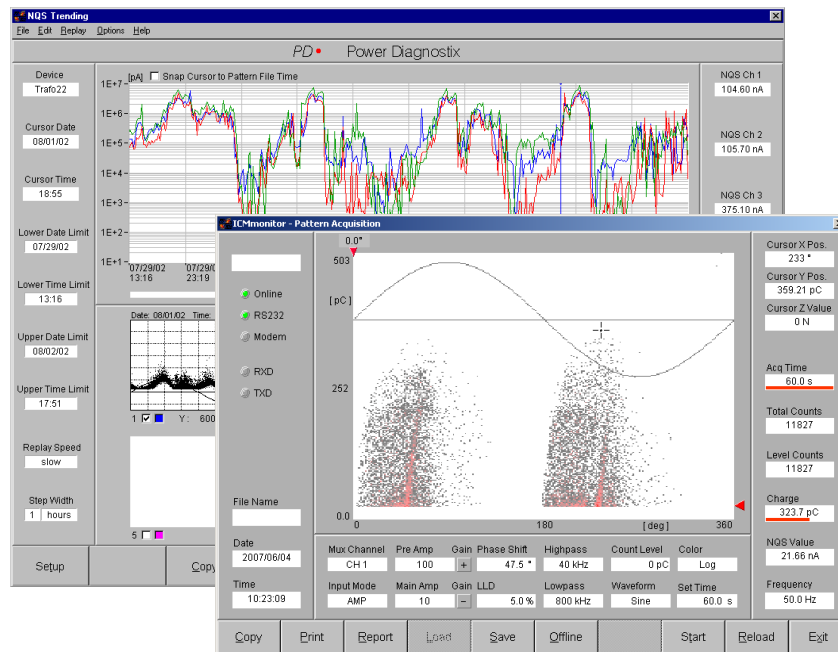 NQS Trending
File Edit Replay Options Help
PD• Power Diagnostix
Device
Trafo22
Cursor Date
08/01/02
Cursor Time
18:55
Lower Date Limit
07/29/02
Lower Time Limit
13:16
Upper Date Limit
08/02/02
Upper Time Limit
17:51
Replay Speed
slow
Step Width
1 hours
[pA] Snap Cursor to Pattern File Time
1E+7
1E+6
1E+5
1E+4
1E+3
1E+2
1E+1
07/29/02
13:16
23:19
NQS Ch 1
104.60 nA
NQS Ch 2
105.70 nA
NQS Ch 3
375.10 nA
Date: 08/01/02 Time:
1 Y: 600
5
Setup
ICMmonitor - Pattern Acquisition
Online
RS232
Modem
RXD
TXD
File Name
Date
2007/06/04
Time
10:23:09
0.0°
503
[pC]
252
0.0
0 180 [deg] 360
Cursor X Pos.
233 °
Cursor Y Pos.
359.21 pC
Cursor Z Value
0 N
Acq Time
60.0 s
Total Counts
11827
Level Counts
11827
Charge
323.7 pC
NQS Value
21.66 nA
Frequency
50.0 Hz
Mux Channel Pre Amp Gain Phase Shift Highpass Count Level Color
CH 1 100 + 47.5 ° 40 kHz 0 pC Log
Input Mode Main Amp Gain LLD Lowpass Waveform Set Time
AMP 10 − 5.0 % 800 kHz Sine 60.0 s
Copy Print Report Load Save Offline Start Reload Exit